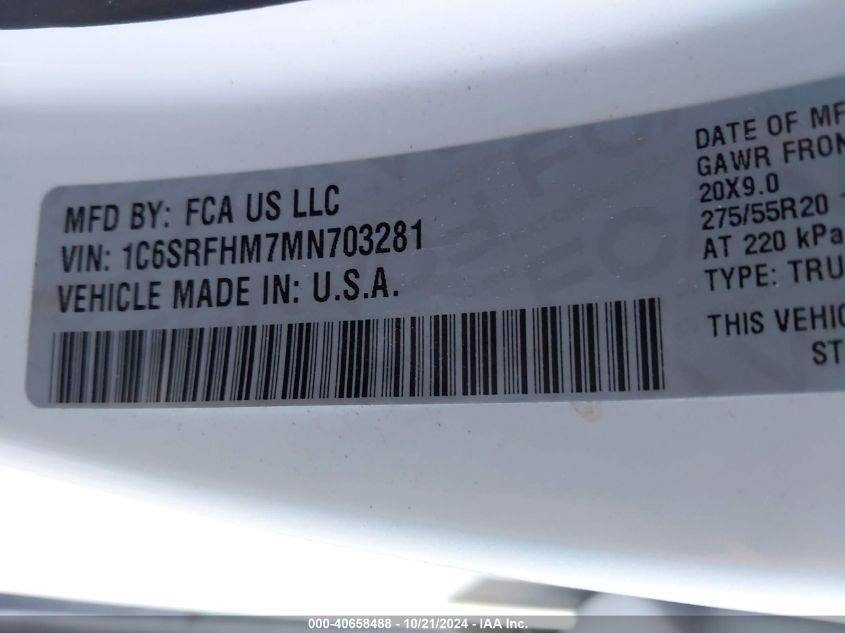 MFD BY: FCA US LLC
VIN: 1C6SRFHM7MN703281
VEHICLE MADE IN: U.S.A.
DATE OF MF
GAWR FRON
20X9.0
275/55R20
AT 220 kPa
TYPE: TRU
THIS VEHIC
ST
000-40658488 - 10/21/2024 - IAAI Inc.